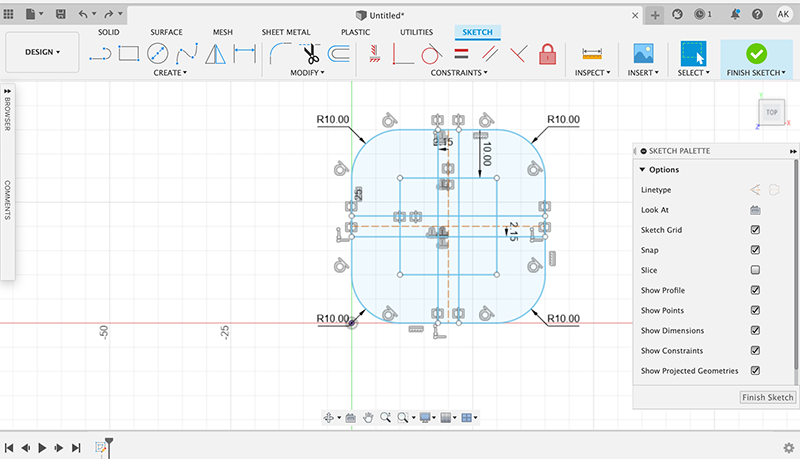 Untitled*
1
AK
DESIGN
SOLID SURFACE MESH SHEET METAL PLASTIC UTILITIES SKETCH
CREATE MODIFY CONSTRAINTS INSPECT INSERT SELECT FINISH SKETCH
BROWSER
COMMENTS
TOP
X
Y
Z
R10.00
R10.00
10.00
2.15
R10.00
R10.00
-50
-25
SKETCH PALETTE
Options
Linetype
Look At
Sketch Grid
Snap
Slice
Show Profile
Show Points
Show Dimensions
Show Constraints
Show Projected Geometries
Finish Sketch